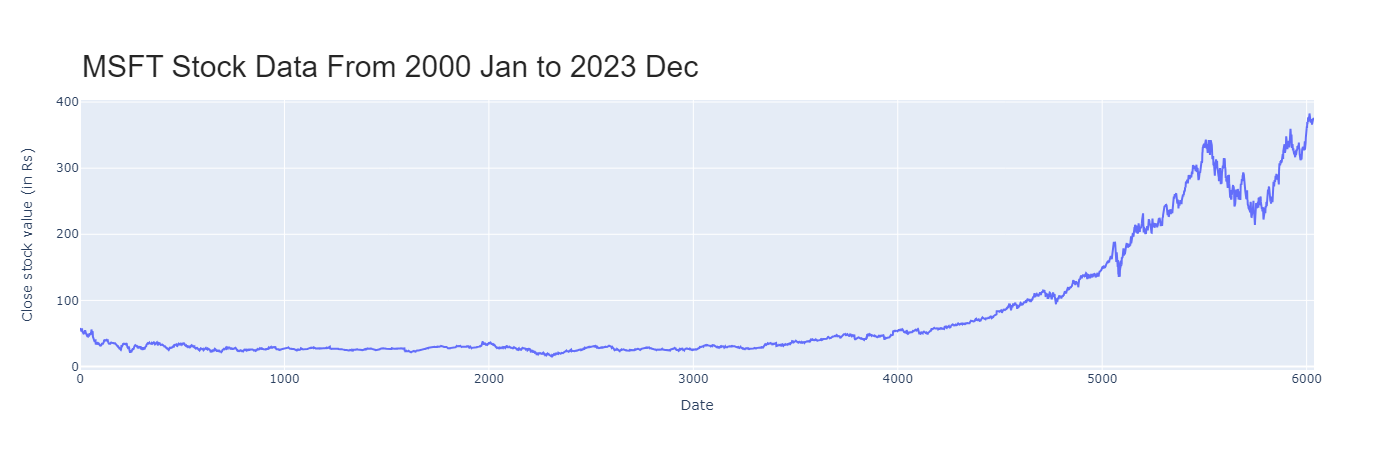 MSFT Stock Data From 2000 Jan to 2023 Dec
400
300
200
100
0
Close stock value (in Rs)
0 1000 2000 3000 4000 5000 6000
Date